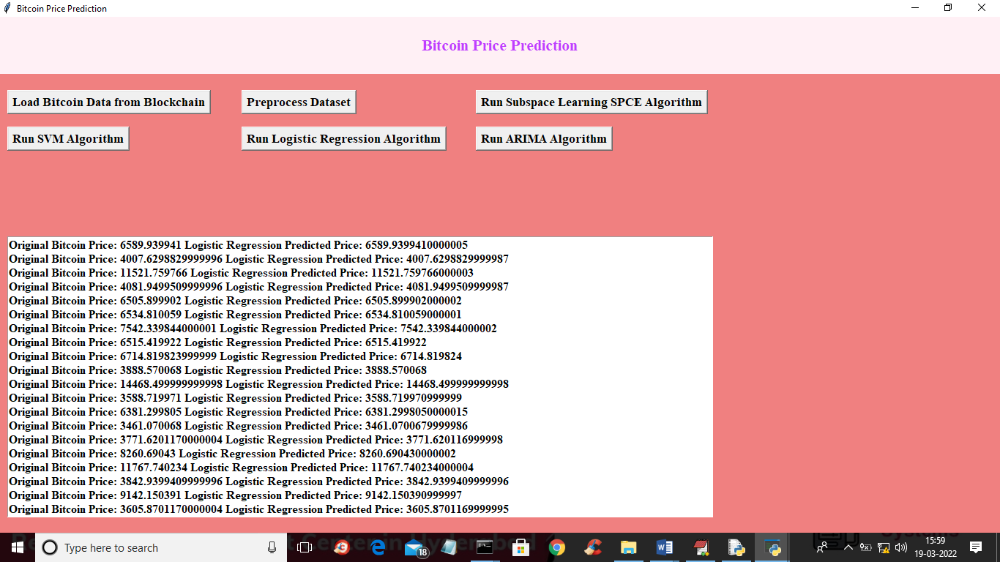 Bitcoin Price Prediction
Bitcoin Price Prediction
Load Bitcoin Data from Blockchain
Preprocess Dataset
Run Subspace Learning SPCE Algorithm
Run SVM Algorithm
Run Logistic Regression Algorithm
Run ARIMA Algorithm
Original Bitcoin Price: 6589.939941 Logistic Regression Predicted Price: 6589.9399410000005
Original Bitcoin Price: 4007.6298829999996 Logistic Regression Predicted Price: 4007.6298829999987
Original Bitcoin Price: 11521.759766 Logistic Regression Predicted Price: 11521.759766000003
Original Bitcoin Price: 4081.9499509999996 Logistic Regression Predicted Price: 4081.9499509999987
Original Bitcoin Price: 6505.899902 Logistic Regression Predicted Price: 6505.899902000002
Original Bitcoin Price: 6534.810059 Logistic Regression Predicted Price: 6534.810059000001
Original Bitcoin Price: 7542.339844000001 Logistic Regression Predicted Price: 7542.339844000002
Original Bitcoin Price: 6515.419922 Logistic Regression Predicted Price: 6515.419922
Original Bitcoin Price: 6714.819823999999 Logistic Regression Predicted Price: 6714.819824
Original Bitcoin Price: 3888.570068 Logistic Regression Predicted Price: 3888.570068
Original Bitcoin Price: 14468.499999999998 Logistic Regression Predicted Price: 14468.499999999998
Original Bitcoin Price: 3588.719971 Logistic Regression Predicted Price: 3588.719970999999
Original Bitcoin Price: 6381.299805 Logistic Regression Predicted Price: 6381.2998050000015
Original Bitcoin Price: 3461.070068 Logistic Regression Predicted Price: 3461.0700679999986
Original Bitcoin Price: 3771.6201170000004 Logistic Regression Predicted Price: 3771.620116999998
Original Bitcoin Price: 8260.69043 Logistic Regression Predicted Price: 8260.690430000002
Original Bitcoin Price: 11767.740234 Logistic Regression Predicted Price: 11767.740234000004
Original Bitcoin Price: 3842.9399409999996 Logistic Regression Predicted Price: 3842.9399409999996
Original Bitcoin Price: 9142.150391 Logistic Regression Predicted Price: 9142.150390999997
Original Bitcoin Price: 3605.8701170000004 Logistic Regression Predicted Price: 3605.8701169999995
Type here to search
18
15:59
19-03-2022